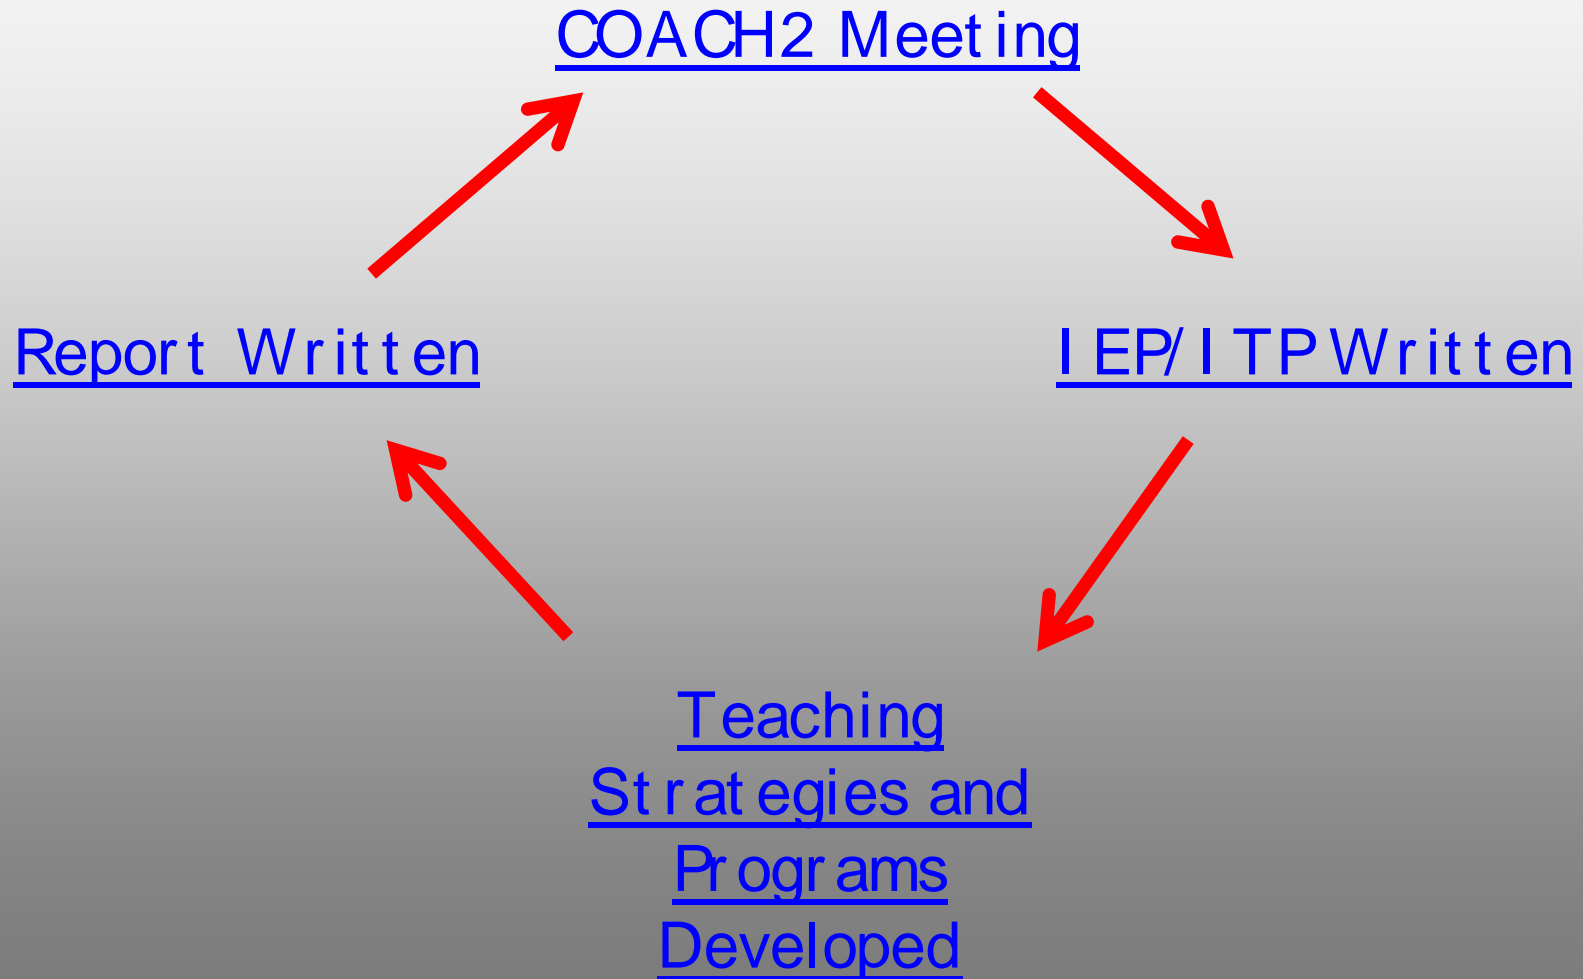 COACH2 Meeting
Report Written
IEP/ITP Written
Teaching
Strategies and
Programs
Developed